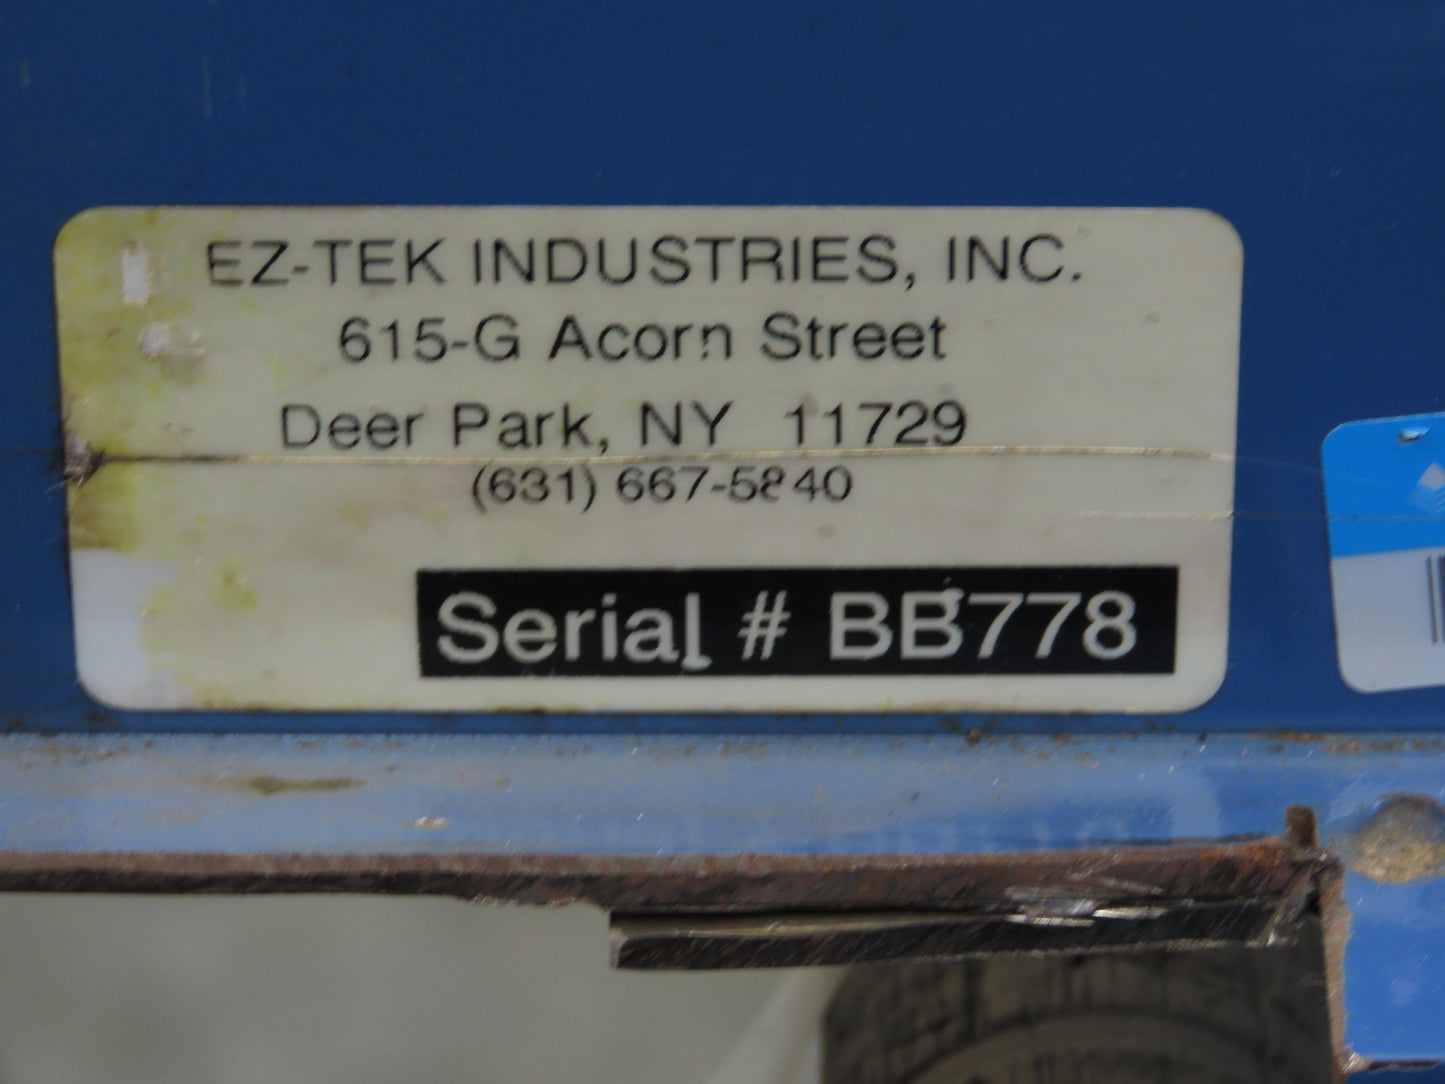 EZ-TEK INDUSTRIES, INC.
615-G Acorn Street
Deer Park, NY 11729
(631) 667-5840
Serial # BB778